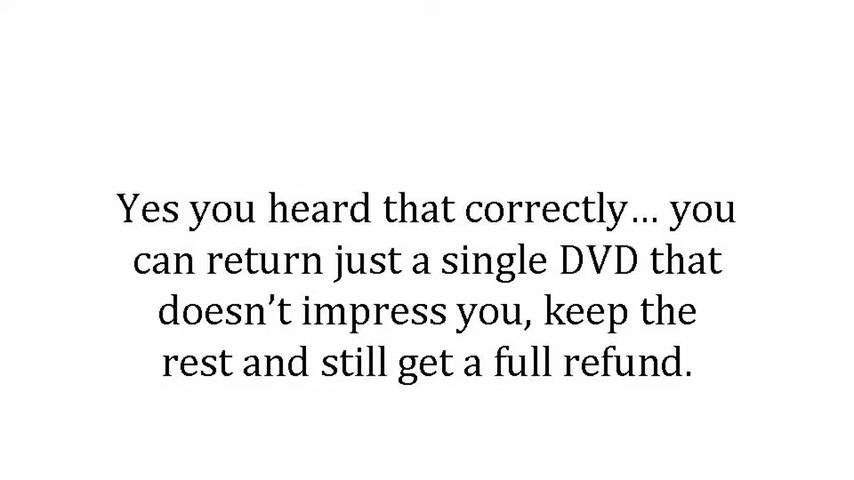 Yes you heard that correctly… you
can return just a single DVD that
doesn’t impress you, keep the
rest and still get a full refund.